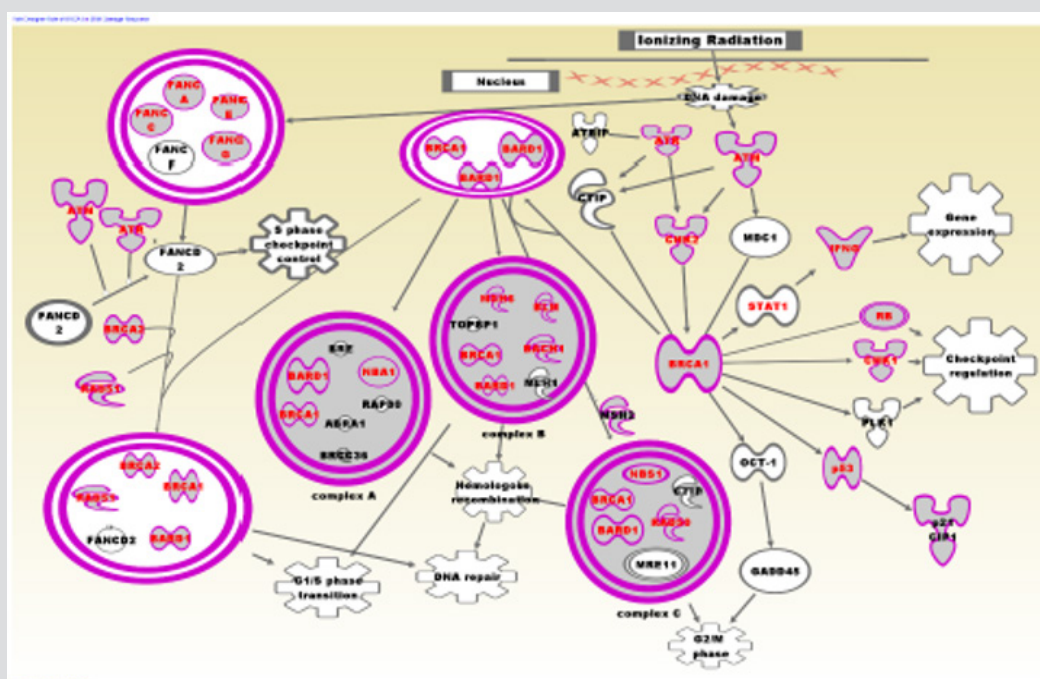 Ionizing Radiation
Nucleus
DNA damage
FANC
A
FANC
E
FANC
C
FANC
G
FANC
F
BRCA1
BARD1
BARD1
ATRIP
ATR
ATM
CTIP
ATM
ATR
FANCD
2
S phase
checkpoint
control
CHK2
MDC1
IFNG
Gene
expression
FANCD
2
BRCA2
RAD51
STAT1
BRCA1
RB
CHK1
Checkpoint
regulation
PLK1
MSH6
BLM
TOPBP1
BRCA1
BACH1
BARD1
MLH1
complex B
BRE
BARD1
NBA1
RAP80
BRCA1
ABRA1
BRCC36
complex A
MSH2
OCT-1
p53
p21
CIP1
BRCA2
BRCA1
RAD51
FANCD2
BARD1
Homologous
recombination
NBS1
CTIP
BRCA1
RAD50
BARD1
MRE11
complex C
G1/S phase
transition
DNA repair
GADD45
G2/M
phase